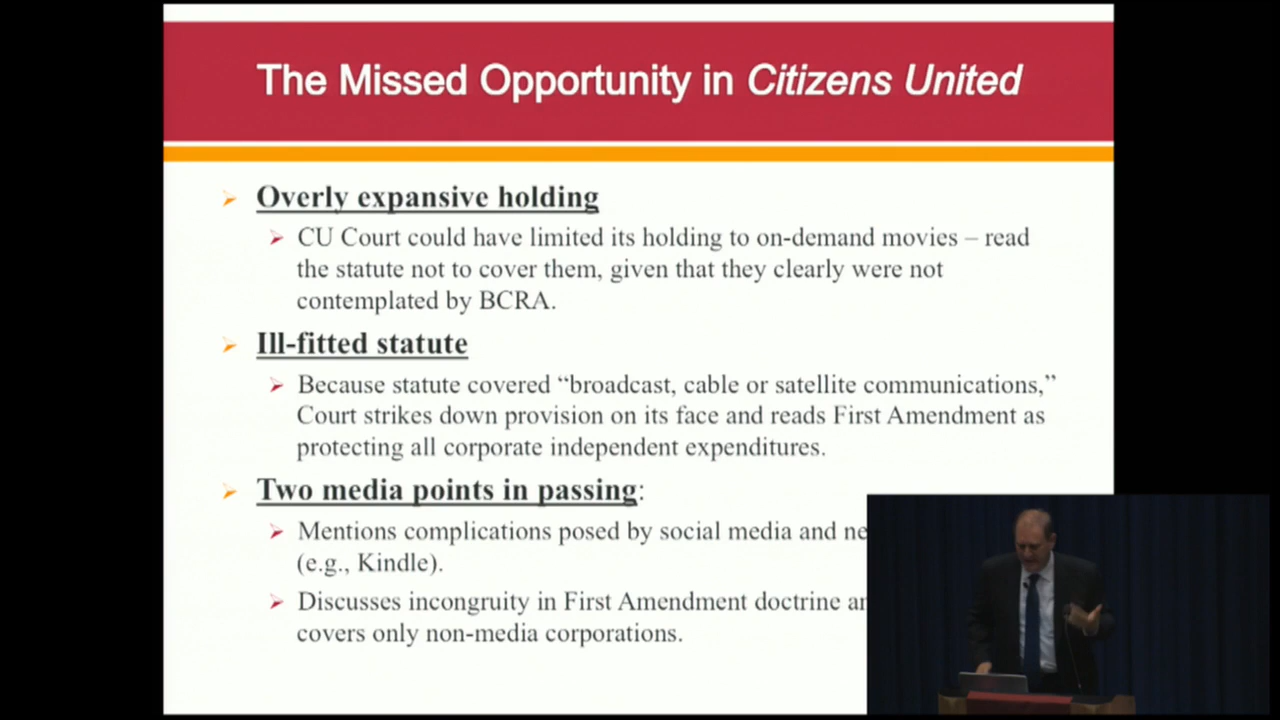 The Missed Opportunity in Citizens United
Overly expansive holding
CU Court could have limited its holding to on-demand movies – read
the statute not to cover them, given that they clearly were not
contemplated by BCRA.
Ill-fitted statute
Because statute covered “broadcast, cable or satellite communications,”
Court strikes down provision on its face and reads First Amendment as
protecting all corporate independent expenditures.
Two media points in passing:
Mentions complications posed by social media and
(e.g., Kindle).
Discusses incongruity in First Amendment doctrine
covers only non-media corporations.